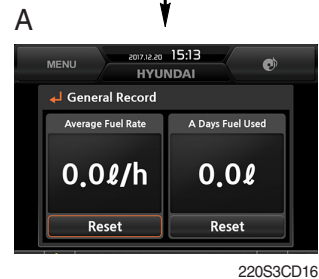 A
MENU
2017.12.20 15:13
HYUNDAI
General Record
Average Fuel Rate
A Days Fuel Used
0.0ℓ/h
0.0ℓ
Reset
Reset
220S3CD16